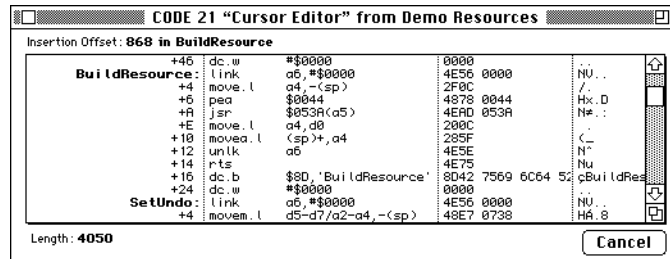 CODE 21 “Cursor Editor” from Demo Resources
Insertion Offset: 868 in BuildResource
+46 dc.w #$0000 0000 ..
BuildResource: link a6,#$0000 4E56 0000 NV..
+4 move.l a4,-(sp) 2F0C /.
+6 pea $0044 4878 0044 Hx.D
+A jsr $053A(a5) 4EAD 053A N≠.:
+E move.l a4,d0 200C .
+10 movea.l (sp)+,a4 285F (_
+12 unlk a6 4E5E N^
+14 rts 4E75 Nu
+16 dc.b $8D,'BuildResource' 8D42 7569 6C64 52 çBuildRes
+24 dc.w #$0000 0000 ..
SetUndo: link a6,#$0000 4E56 0000 NV..
+4 movem.l d5-d7/a2-a4,-(sp) 48E7 0738 HÁ.8
Length: 4050
Cancel